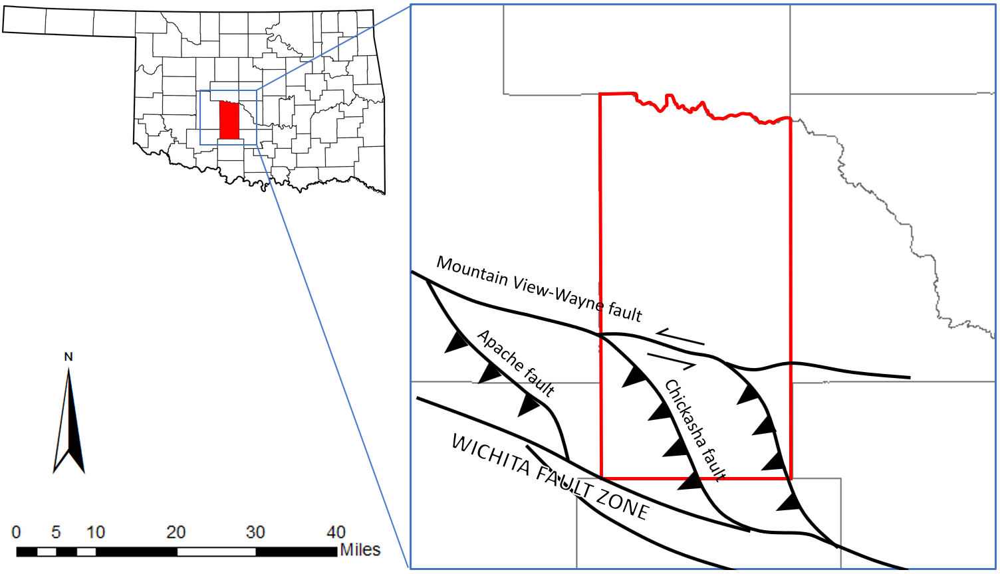 Mountain View-Wayne fault
Apache fault
Chickasha fault
WICHITA FAULT ZONE
N
0 5 10 20 30 40
Miles